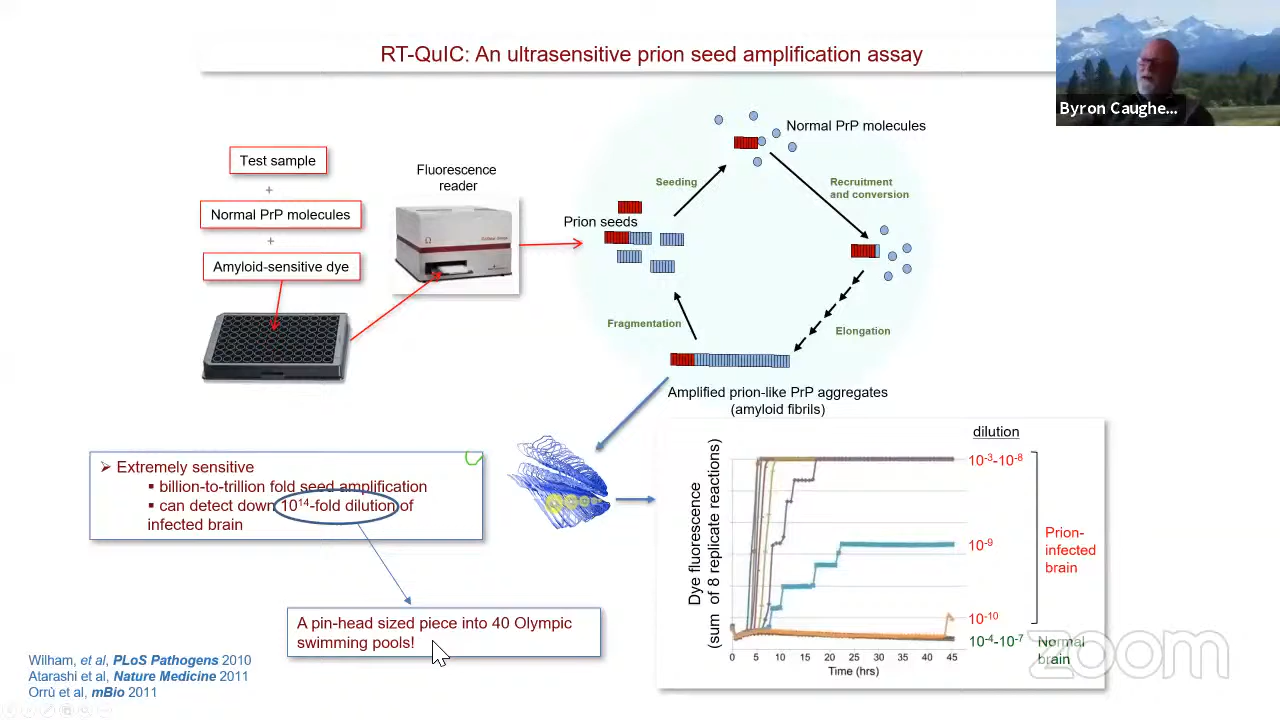 RT-QuIC: An ultrasensitive prion seed amplification assay
Byron Caughe...
Test sample
+
Normal PrP molecules
+
Amyloid-sensitive dye
Fluorescence
reader
Normal PrP molecules
Seeding
Recruitment
and conversion
Prion seeds
Fragmentation
Elongation
Amplified prion-like PrP aggregates
(amyloid fibrils)
➢ Extremely sensitive
▪ billion-to-trillion fold seed amplification
▪ can detect down 10¹⁴-fold dilution of
infected brain
A pin-head sized piece into 40 Olympic
swimming pools!
Wilham, et al, PLoS Pathogens 2010
Atarashi et al, Nature Medicine 2011
Orrù et al, mBio 2011
Dye fluorescence
(sum of 8 replicate reactions)
dilution
10⁻³-10⁻⁸
10⁻⁹
10⁻¹⁰
10⁻⁴-10⁻⁷
Prion-
infected
brain
Normal
brain
0 5 10 15 20 25 30 35 40 45
Time (hrs)
zoom